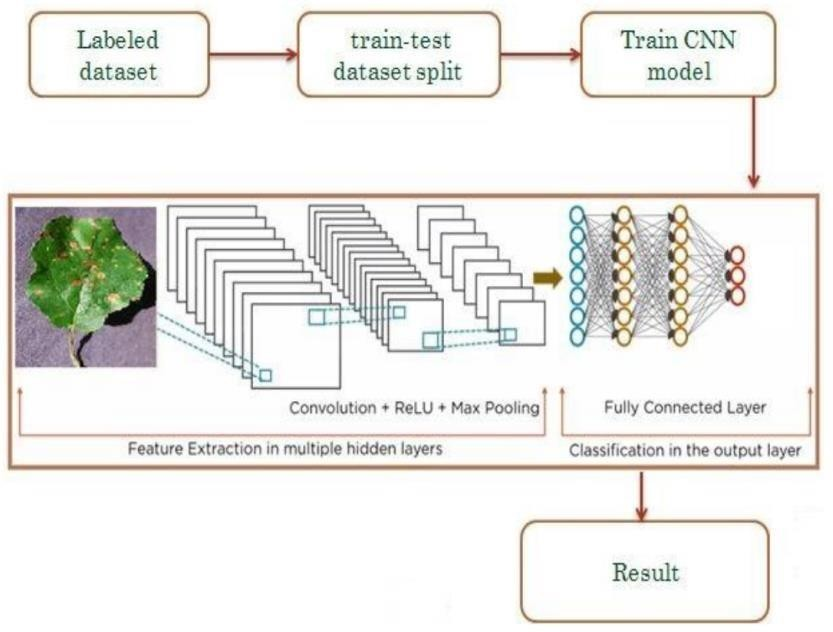 Labeled
dataset
train-test
dataset split
Train CNN
model
Convolution + ReLU + Max Pooling
Fully Connected Layer
Feature Extraction in multiple hidden layers
Classification in the output layer
Result